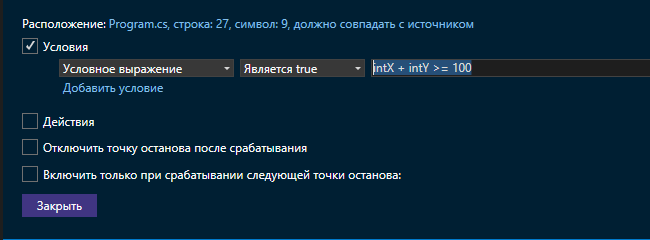 Расположение: Program.cs, строка: 27, символ: 9, должно совпадать с источником
Условия
Условное выражение Является true intX + intY >= 100
Добавить условие
Действия
Отключить точку останова после срабатывания
Включить только при срабатывании следующей точки останова:
Закрыть